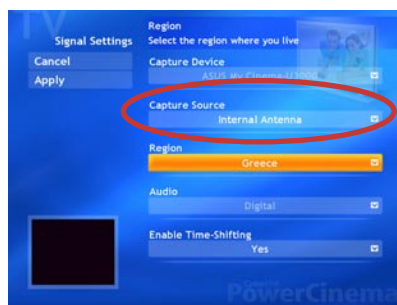 TV
Signal Settings
Cancel
Apply
Region
Select the region where you live
Capture Device
ASUS My Cinema-U3000
Capture Source
Internal Antenna
Region
Greece
Audio
Digital
Enable Time-Shifting
Yes
PowerCinema